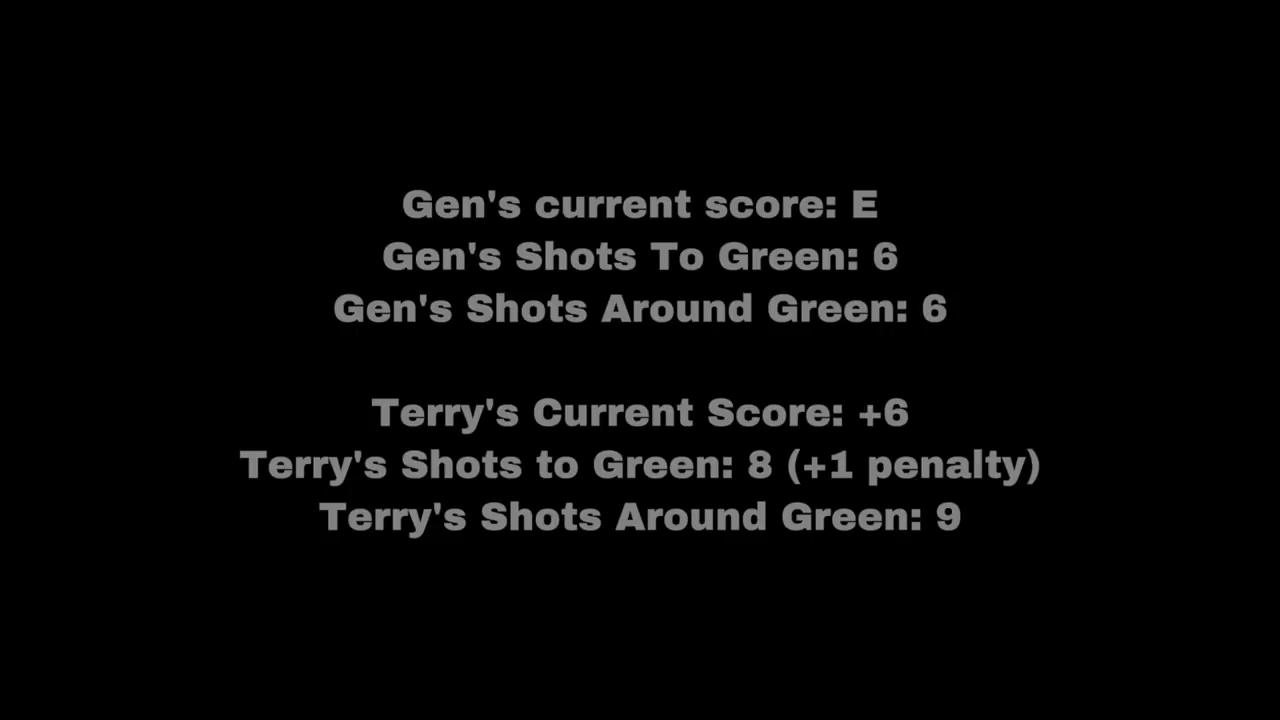 Gen's current score: E
Gen's Shots To Green: 6
Gen's Shots Around Green: 6
Terry's Current Score: +6
Terry's Shots to Green: 8 (+1 penalty)
Terry's Shots Around Green: 9